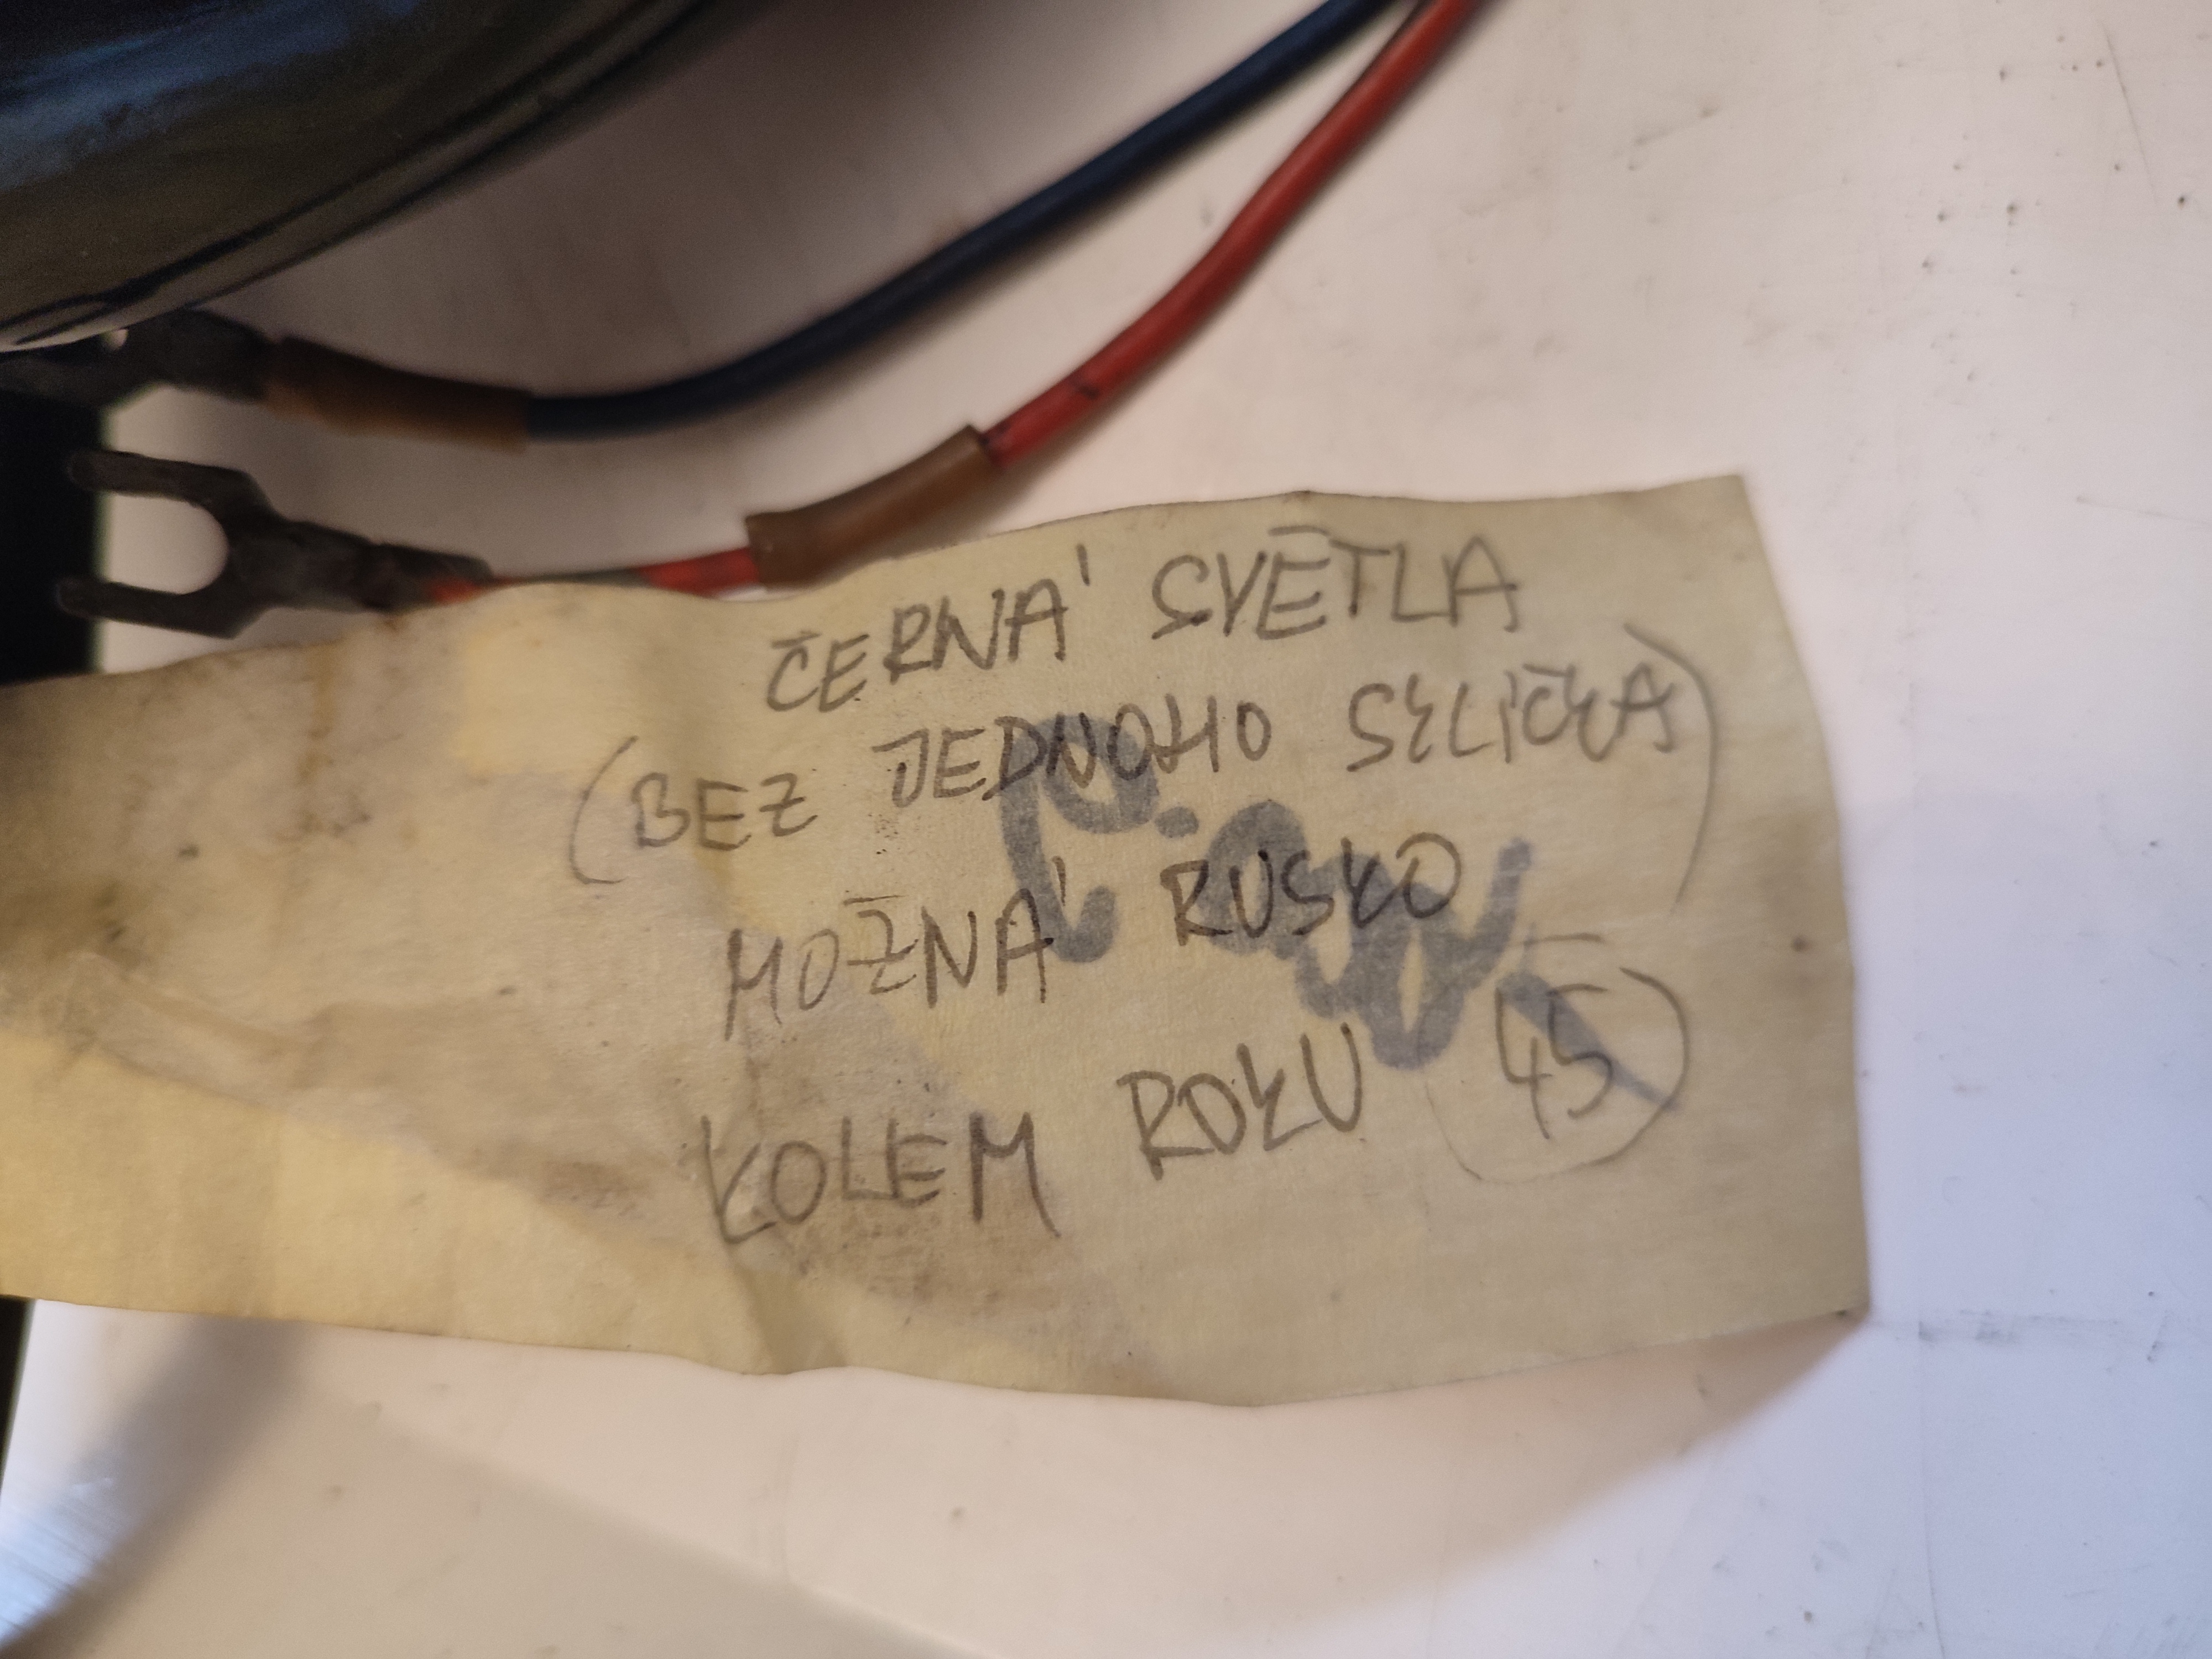 ČERNÁ SVĚTLA
(BEZ JEDNOHO SKLÍČKA)
MOŽNÁ RUSKO
KOLEM ROKU 45